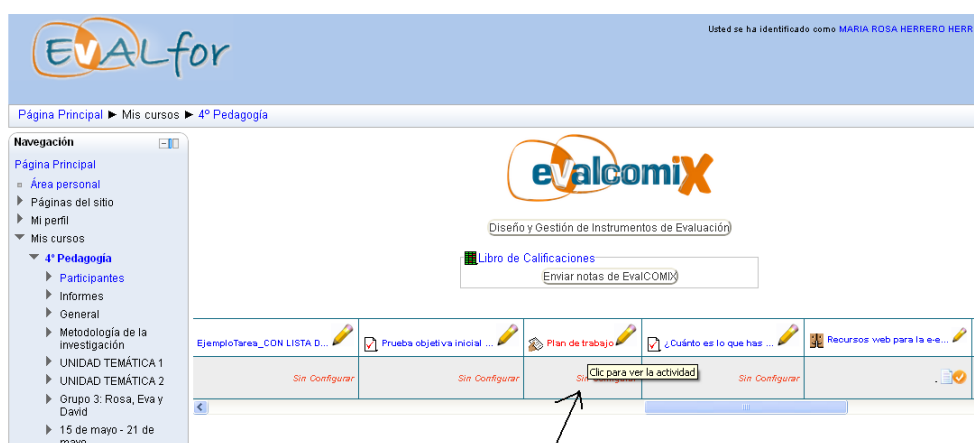 EVALfor
Usted se ha identificado como MARIA ROSA HERRERO HERR
Página Principal ► Mis cursos ► 4º Pedagogía
Navegación
Página Principal
Área personal
Páginas del sitio
Mi perfil
Mis cursos
4º Pedagogía
Participantes
Informes
General
Metodología de la
investigación
UNIDAD TEMÁTICA 1
UNIDAD TEMÁTICA 2
Grupo 3: Rosa, Eva y
David
15 de mayo - 21 de
mayo
evalcomix
Diseño y Gestión de Instrumentos de Evaluación
Libro de Calificaciones
Enviar notas de EvalCOMIX
EjemploTarea_CON LISTA D... Prueba objetiva inicial ... Plan de trabajo ¿Cuánto es lo que has ... Recursos web para la e-e...
Sin Configurar Sin Configurar Sin Configurar Sin Configurar .
Clic para ver la actividad